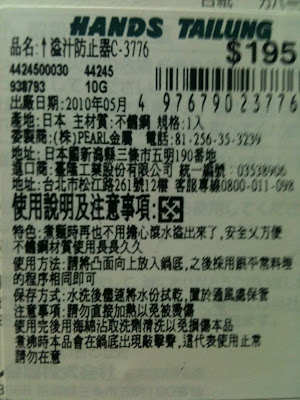 HANDS TAILUNG
品名:↑溢汁防止器C-3776
$195
4424500030 44245
938793 10G
出廠日期:2010年05月
4 976790 23776
產地:日本 主材質:不鏽鋼 規格:1入
委製商:(株)PEARL金屬 電話:81-256-35-3239
地址:日本國新潟縣三條市五明190番地
進口商:臺隆工業股份有限公司 統一編號:03538906
地址:台北市松江路261號12樓 客服專線0800-011-098
使用說明及注意事項:
特色:煮麵時再也不用擔心滾水溢出來了,安全又方便
不鏽鋼材質使用長長久久
使用方法:請將凸面向上放入鍋底,之後採用跟平常料理
的程序相同即可
保存方式:水洗後儘速將水份拭乾,置於通風處保管
注意事項:請勿直接加熱以免被燙傷
使用完後用海綿沾取洗劑清洗以免損傷本品
煮沸時本品會在鍋底出現敲擊聲,這代表使用正常
請勿在意